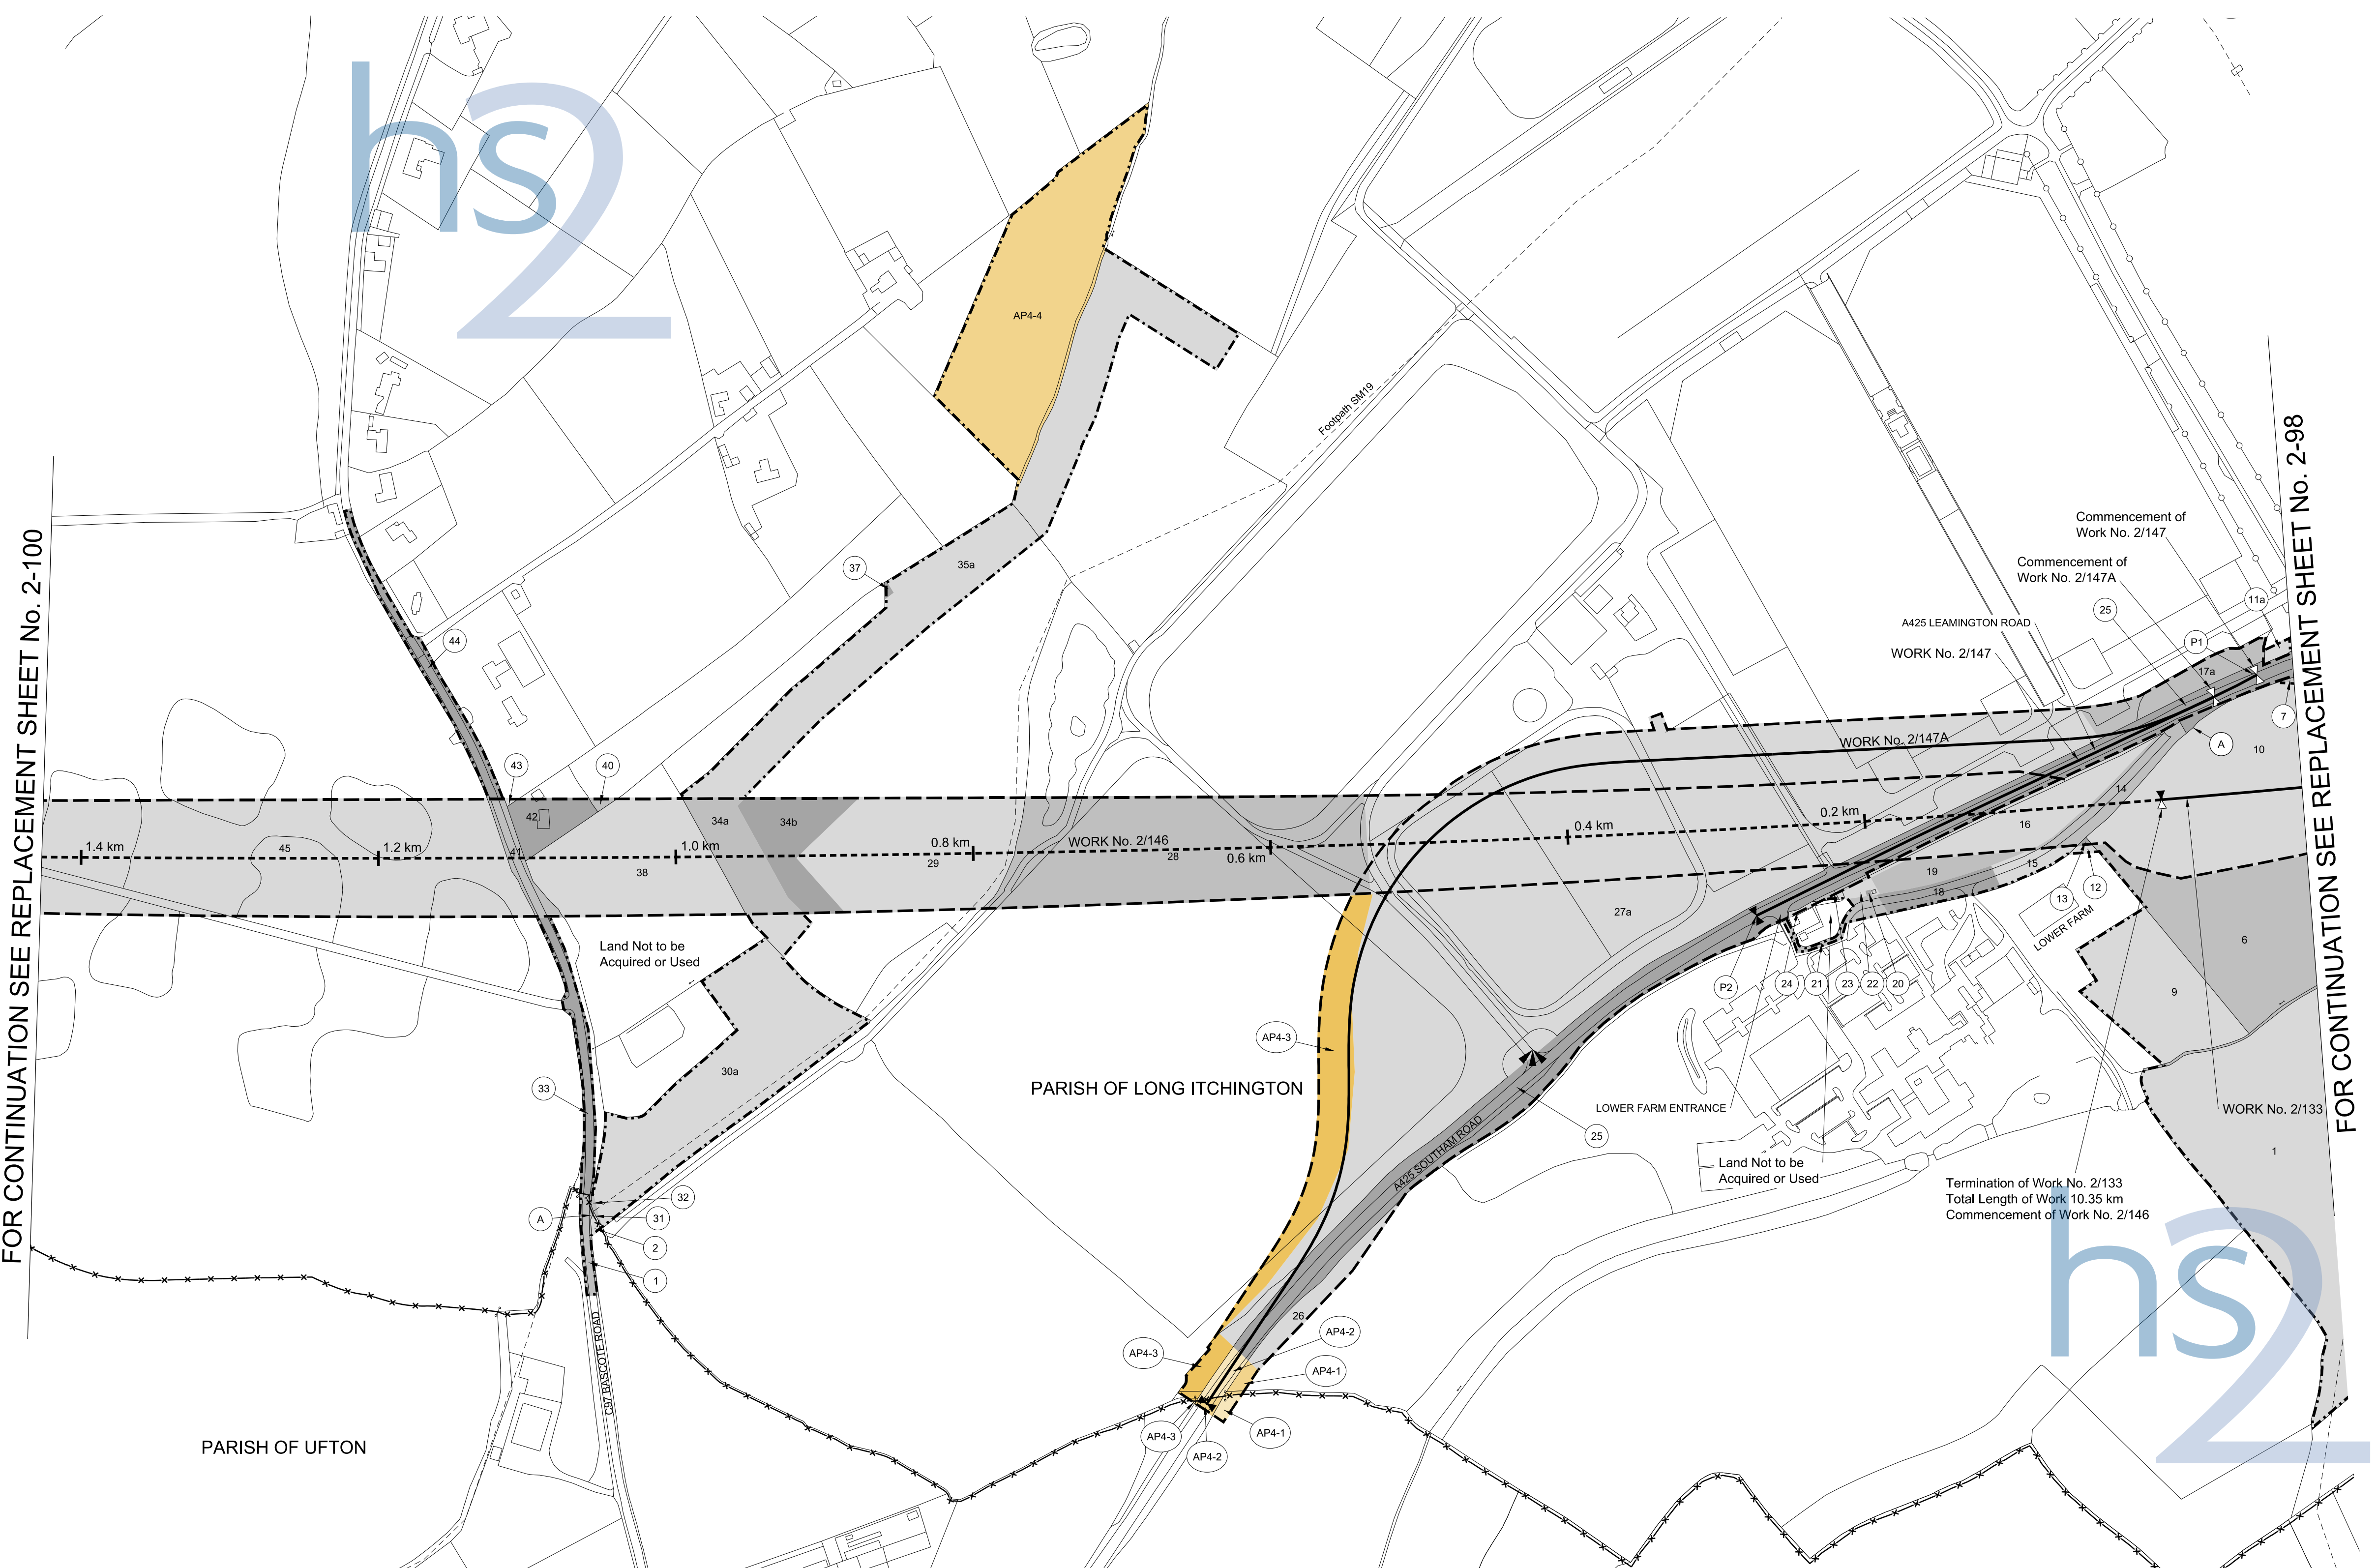 hs2
AP4-4
Footpath SM19
FOR CONTINUATION SEE REPLACEMENT SHEET No. 2-100
FOR CONTINUATION SEE REPLACEMENT SHEET No. 2-98
Commencement of
Work No. 2/147
Commencement of
Work No. 2/147A
37
35a
25
11a
A425 LEAMINGTON ROAD
P1
44
WORK No. 2/147
17a
7
A
10
WORK No. 2/147A
43
40
42
41
34a
34b
14
16
1.4 km
45
1.2 km
38
1.0 km
0.8 km
29
WORK No. 2/146
28
0.6 km
0.4 km
0.2 km
15
19
18
12
13
LOWER FARM
27a
6
9
Land Not to be
Acquired or Used
P2
24
21
23
22
20
AP4-3
30a
33
PARISH OF LONG ITCHINGTON
LOWER FARM ENTRANCE
25
A425 SOUTHAM ROAD
WORK No. 2/133
1
Land Not to be
Acquired or Used
Termination of Work No. 2/133
Total Length of Work 10.35 km
Commencement of Work No. 2/146
32
A
31
2
1
26
AP4-2
AP4-3
AP4-1
C97 BASCOTE ROAD
AP4-3
AP4-1
AP4-2
PARISH OF UFTON
hs2